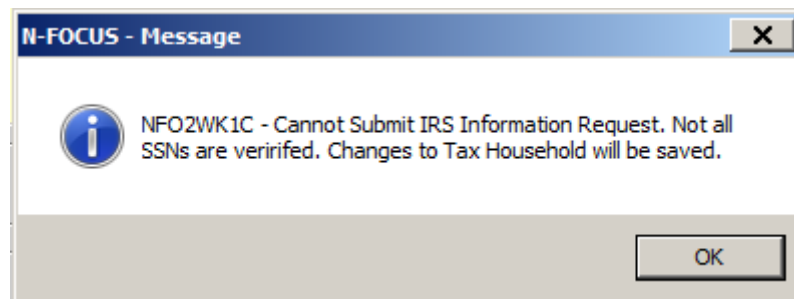 N-FOCUS - Message
NFO2WK1C - Cannot Submit IRS Information Request. Not all
SSNs are veririfed. Changes to Tax Household will be saved.
OK